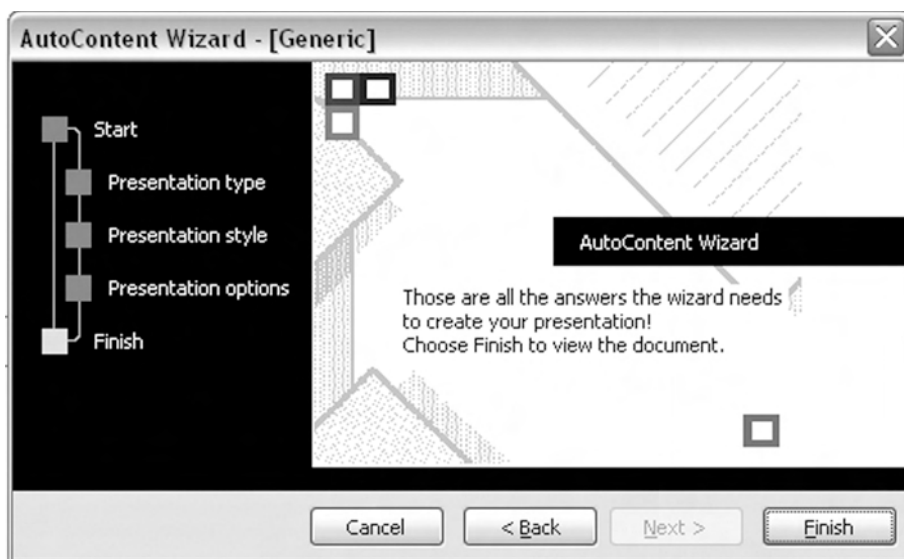 AutoContent Wizard - [Generic]
Start
Presentation type
Presentation style
Presentation options
Finish
AutoContent Wizard
Those are all the answers the wizard needs
to create your presentation!
Choose Finish to view the document.
Cancel
< Back
Next >
Finish